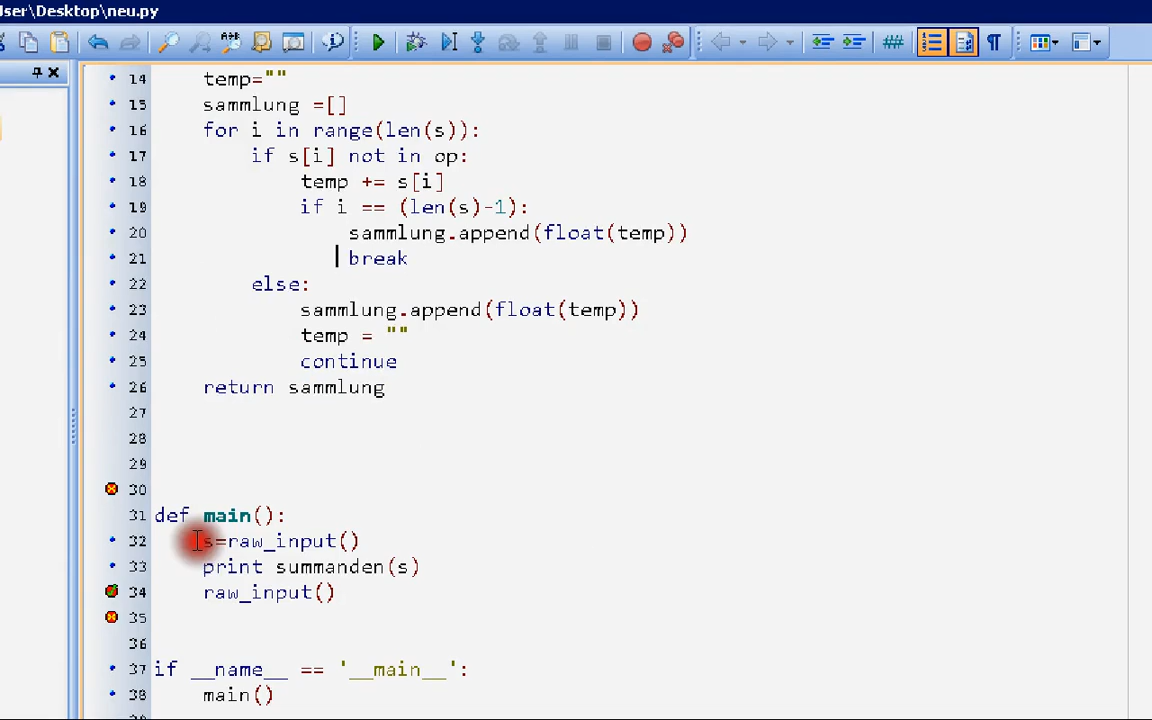 ser\Desktop\neu.py
14 temp=""
15 sammlung =[]
16 for i in range(len(s)):
17 if s[i] not in op:
18 temp += s[i]
19 if i == (len(s)-1):
20 sammlung.append(float(temp))
21 break
22 else:
23 sammlung.append(float(temp))
24 temp = ""
25 continue
26 return sammlung
27
28
29
30
31 def main():
32 s=raw_input()
33 print summanden(s)
34 raw_input()
35
36
37 if __name__ == '__main__':
38 main()